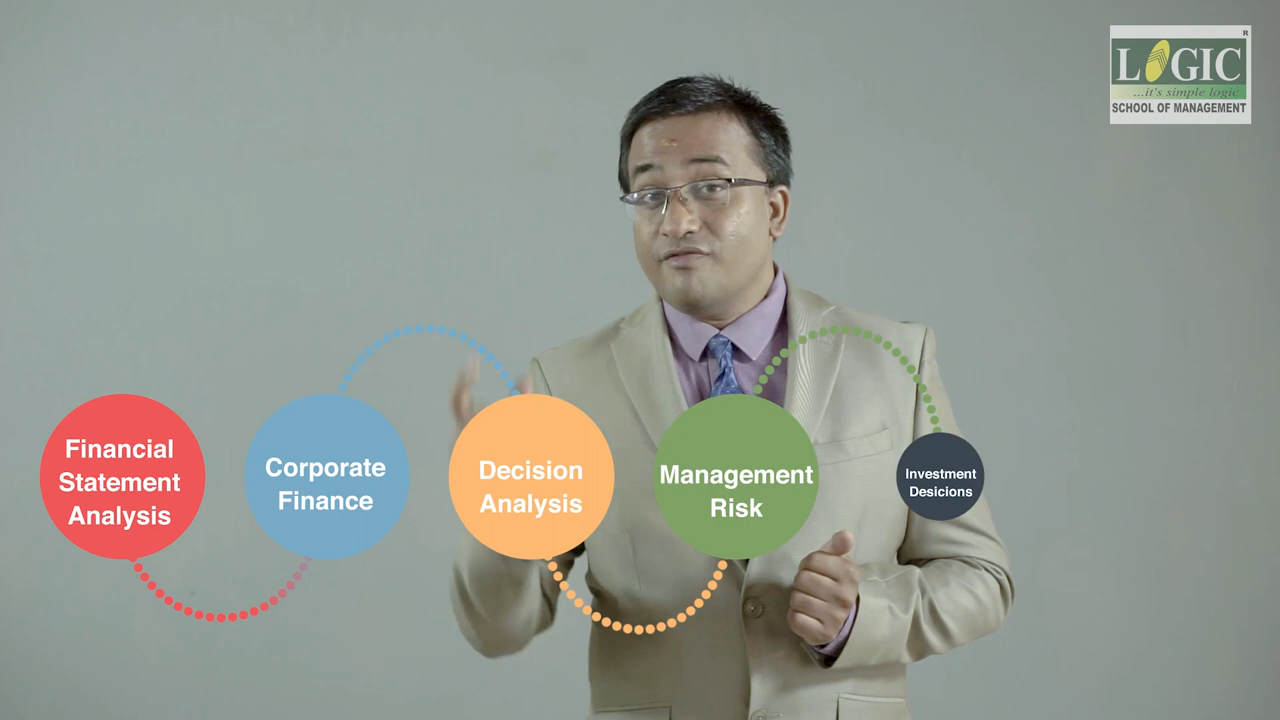 LOGIC
R
...it's simple logic
SCHOOL OF MANAGEMENT
Financial
Statement
Analysis
Corporate
Finance
Decision
Analysis
Management
Risk
Investment
Desicions